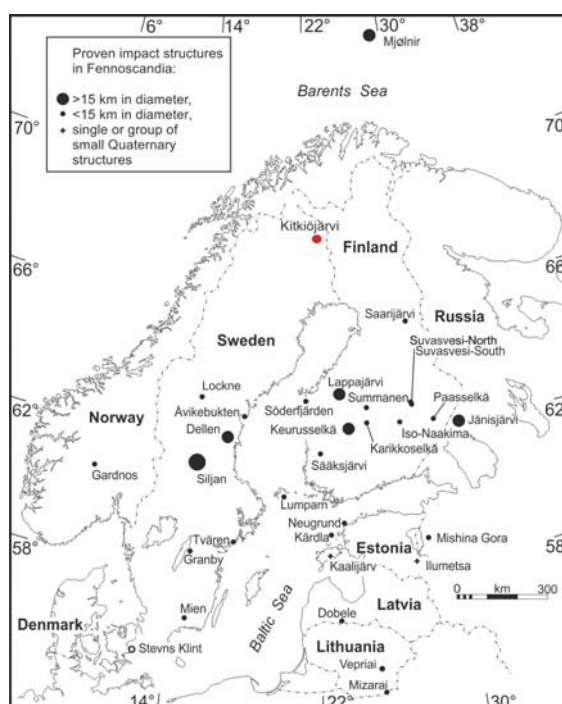 6° 14° 22° 30° 38°
Proven impact structures
in Fennoscandia:
>15 km in diameter,
<15 km in diameter,
single or group of
small Quaternary
structures
Mjølnir
Barents Sea
70° 70°
Kitkiöjärvi
Finland
66° 66°
Saarijärvi
Russia
Sweden
Suvasvesi-North
Suvasvesi-South
Lappajärvi
Summanen
Paasselkä
Lockne
62° 62°
Norway
Åvikebukten
Söderfjärden
Dellen
Keurusselkä
Iso-Naakima
Jänisjärvi
Karikkoselkä
Gardnos
Siljan
Sääksjärvi
Lumparn
Neugrund
Tvären
Kärdla
Estonia
Mishina Gora
58° 58°
Granby
Kaalijärv
Ilumetsa
0 km 300
Mien
Baltic Sea
Dobele
Latvia
Denmark
Lithuania
Stevns Klint
Vepriai
Mizarai
14° 22° 30°